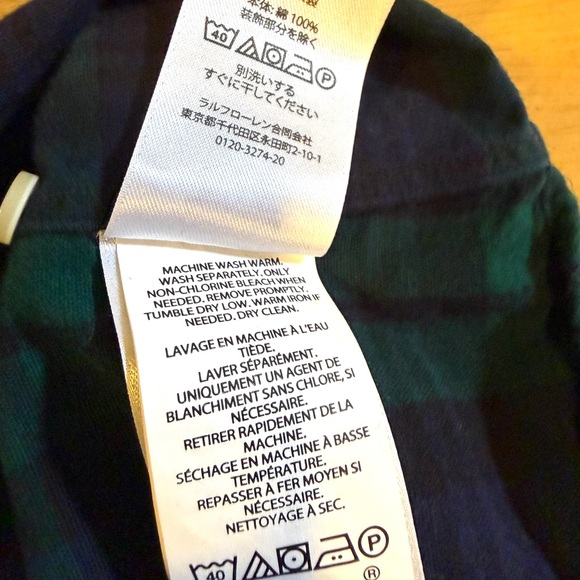 本体: 綿 100%
装飾部分を除く
40 P
別洗いする
すぐに干してください
ラルフローレン合同会社
東京都千代田区永田町2-10-1
0120-3274-20
MACHINE WASH WARM.
WASH SEPARATELY. ONLY
NON-CHLORINE BLEACH WHEN
NEEDED. REMOVE PROMPTLY.
TUMBLE DRY LOW. WARM IRON IF
NEEDED. DRY CLEAN.
LAVAGE EN MACHINE À L'EAU
TIÈDE.
LAVER SÉPARÉMENT.
UNIQUEMENT UN AGENT DE
BLANCHIMENT SANS CHLORE, SI
NÉCESSAIRE.
RETIRER RAPIDEMENT DE LA
MACHINE.
SÉCHAGE EN MACHINE À BASSE
TEMPÉRATURE.
REPASSER À FER MOYEN SI
NÉCESSAIRE.
NETTOYAGE À SEC.
40 P
®